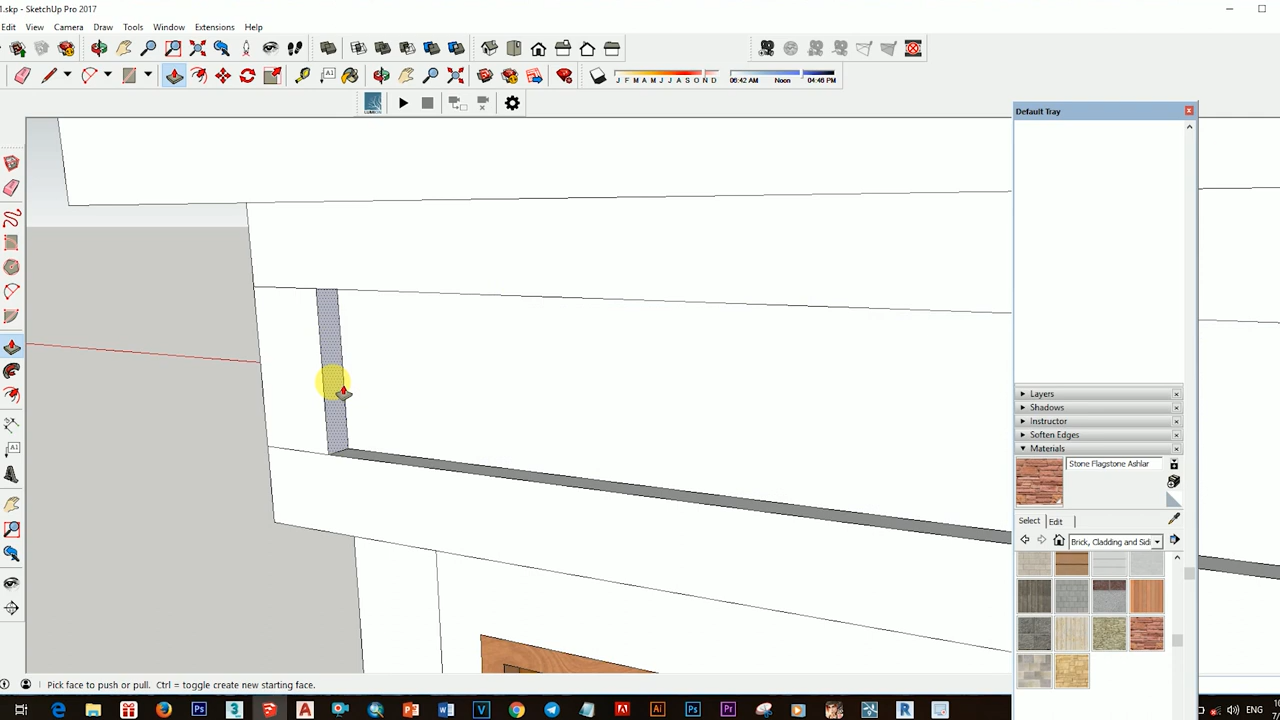 1.skp - SketchUp Pro 2017
Edit View Camera Draw Tools Window Extensions Help
J F M A M J J A S O N D
06:42 AM Noon 04:46 PM
A1
Default Tray
Layers
Shadows
Instructor
Soften Edges
Materials
Stone Flagstone Ashlar
Select Edit
Brick, Cladding and Sidi
Pick face to push or pull. Ctrl = toggle create new starting face.
ENG